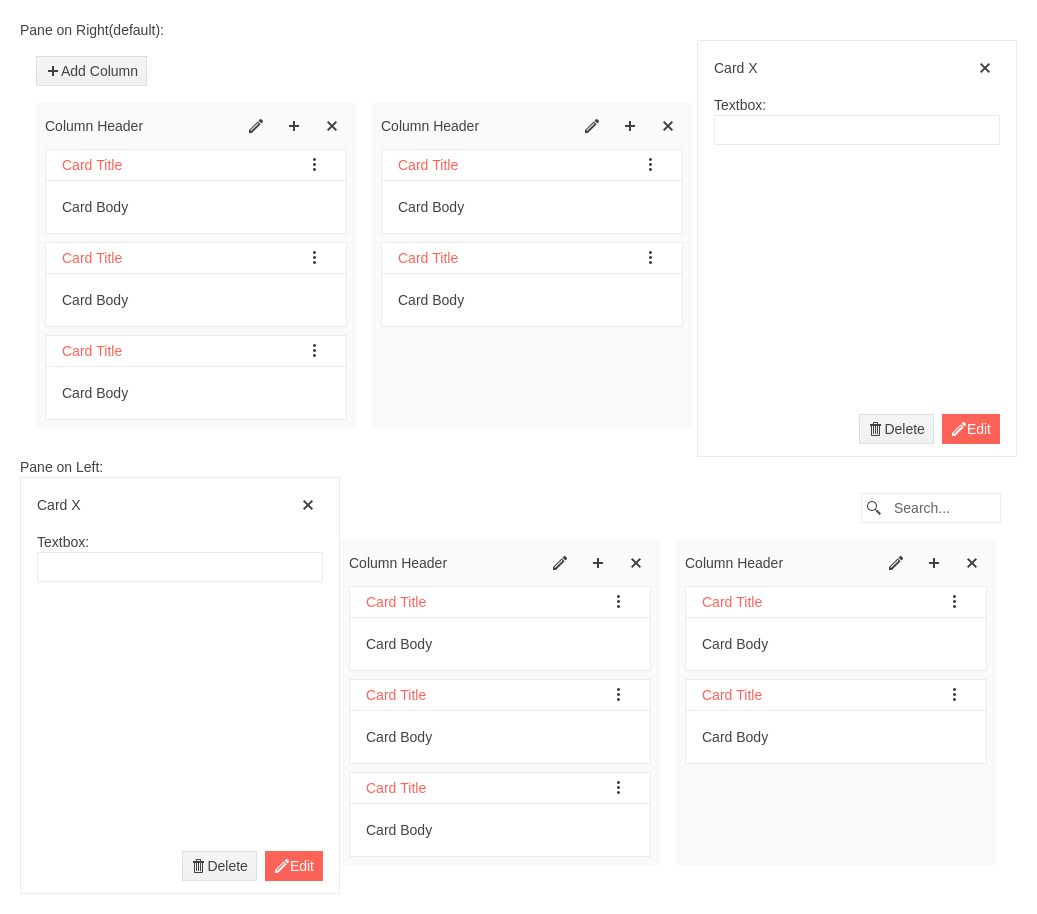 Pane on Right(default):
Add Column
Card X
Textbox:
Column Header
Column Header
Card Title
Card Title
Card Body
Card Body
Card Title
Card Title
Card Body
Card Body
Card Title
Card Body
Delete
Edit
Pane on Left:
Card X
Search...
Textbox:
Column Header
Column Header
Card Title
Card Title
Card Body
Card Body
Card Title
Card Title
Card Body
Card Body
Card Title
Card Body
Delete
Edit